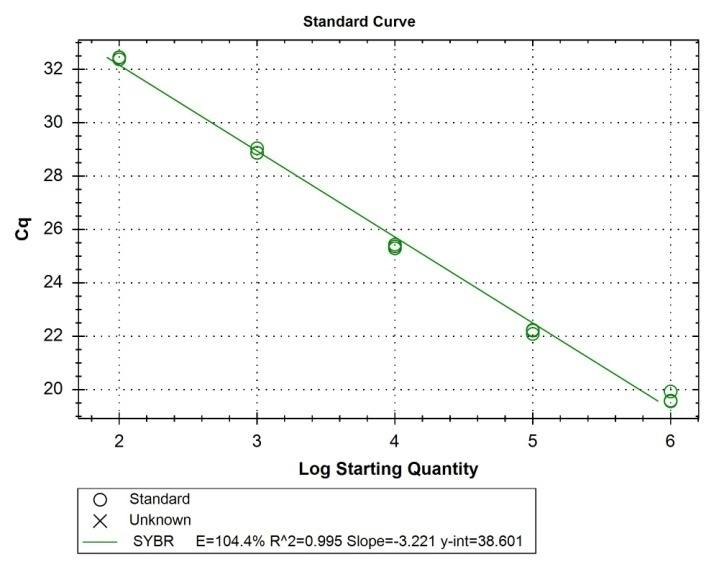 Standard Curve
32
30
28
26
24
22
20
Cq
2 3 4 5 6
Log Starting Quantity
Standard
Unknown
SYBR E=104.4% R^2=0.995 Slope=-3.221 y-int=38.601